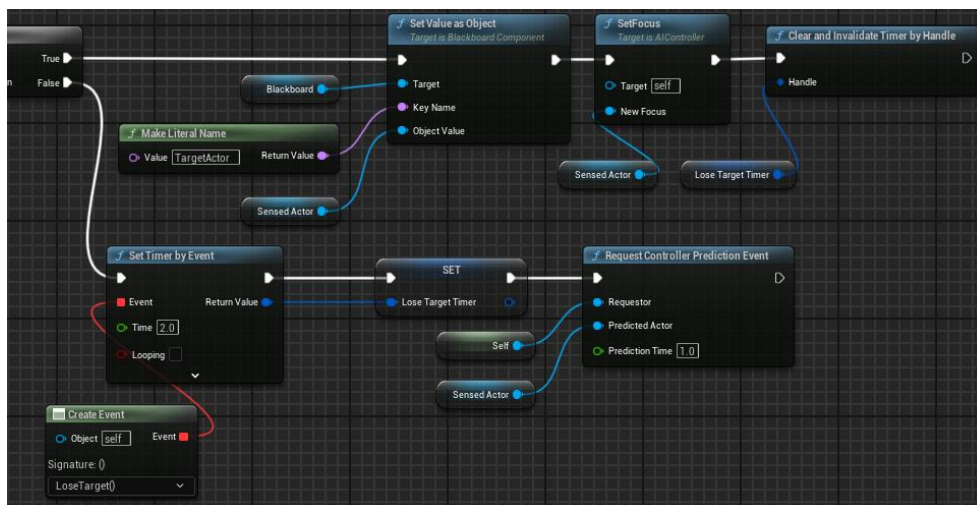 True
n
False
Set Value as Object
Target is Blackboard Component
Target
Key Name
Object Value
Blackboard
Make Literal Name
Value TargetActor
Return Value
Sensed Actor
SetFocus
Target is AIController
Target self
New Focus
Sensed Actor
Clear and Invalidate Timer by Handle
Handle
Lose Target Timer
Set Timer by Event
Event
Return Value
Time 2.0
Looping
Create Event
Object self
Event
Signature: ()
LoseTarget()
SET
Lose Target Timer
Self
Sensed Actor
Request Controller Prediction Event
Requestor
Predicted Actor
Prediction Time 1.0